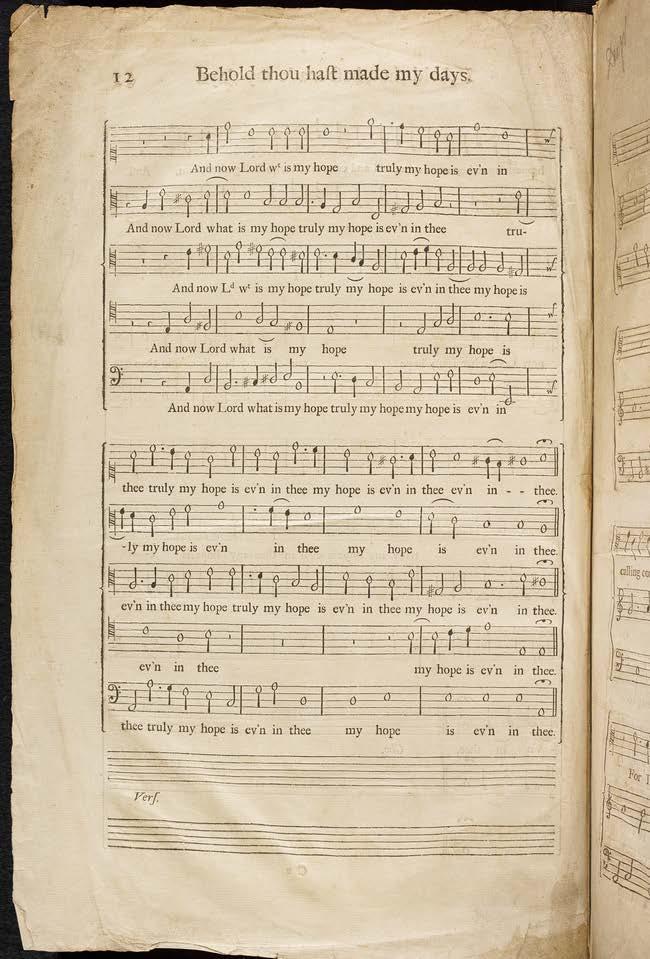 12 Behold thou haſt made my days.
And now Lord wᵗ is my hope truly my hope is ev'n in
And now Lord what is my hope truly my hope is ev'n in thee tru-
And now Lᵈ wᵗ is my hope truly my hope is ev'n in thee my hope is
And now Lord what is my hope truly my hope is
And now Lord what is my hope truly my hope my hope is ev'n in
thee truly my hope is ev'n in thee my hope is ev'n in thee ev'n in - - thee.
-ly my hope is ev'n in thee my hope is ev'n in thee.
ev'n in thee my hope truly my hope is ev'n in thee my hope is ev'n in thee.
ev'n in thee my hope is ev'n in thee.
thee truly my hope is ev'n in thee my hope is ev'n in thee.
Verſ.
calling
For